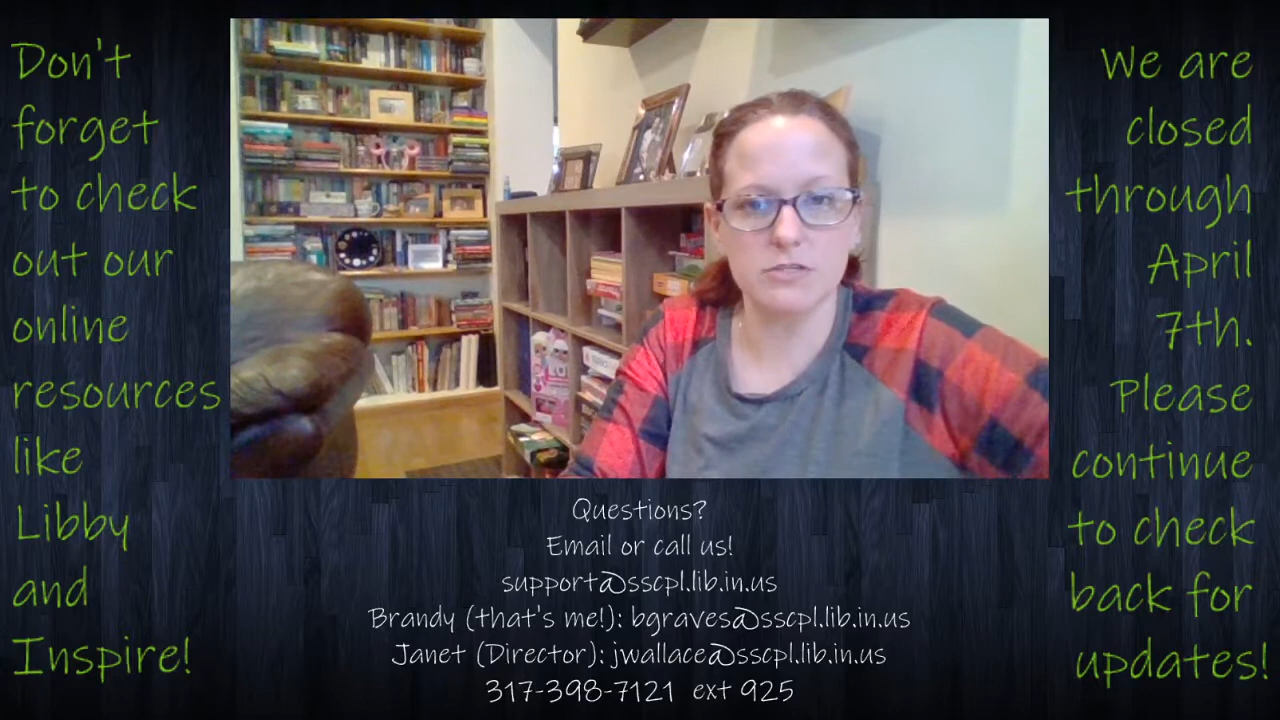 Don't
forget
to check
out our
online
resources
like
Libby
and
Inspire!
We are
closed
through
April
7th.
Please
continue
to check
back for
updates!
Questions?
Email or call us!
support@sscpl.lib.in.us
Brandy (that's me!): bgraves@sscpl.lib.in.us
Janet (Director): jwallace@sscpl.lib.in.us
317-398-7121 ext 925